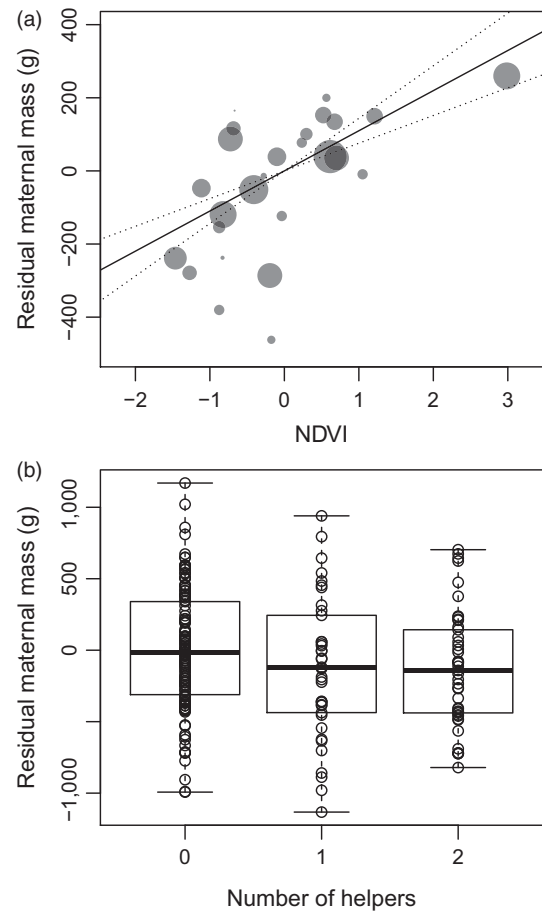 (a)
Residual maternal mass (g)
400
200
0
−200
−400
−2 −1 0 1 2 3
NDVI
(b)
Residual maternal mass (g)
1,000
500
0
−1,000
0 1 2
Number of helpers